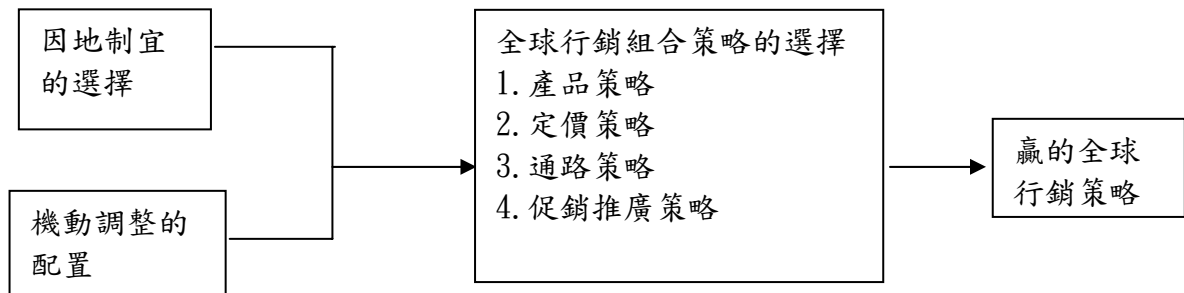 因地制宜
的選擇
機動調整的
配置
全球行銷組合策略的選擇
1.產品策略
2.定價策略
3.通路策略
4.促銷推廣策略
贏的全球
行銷策略